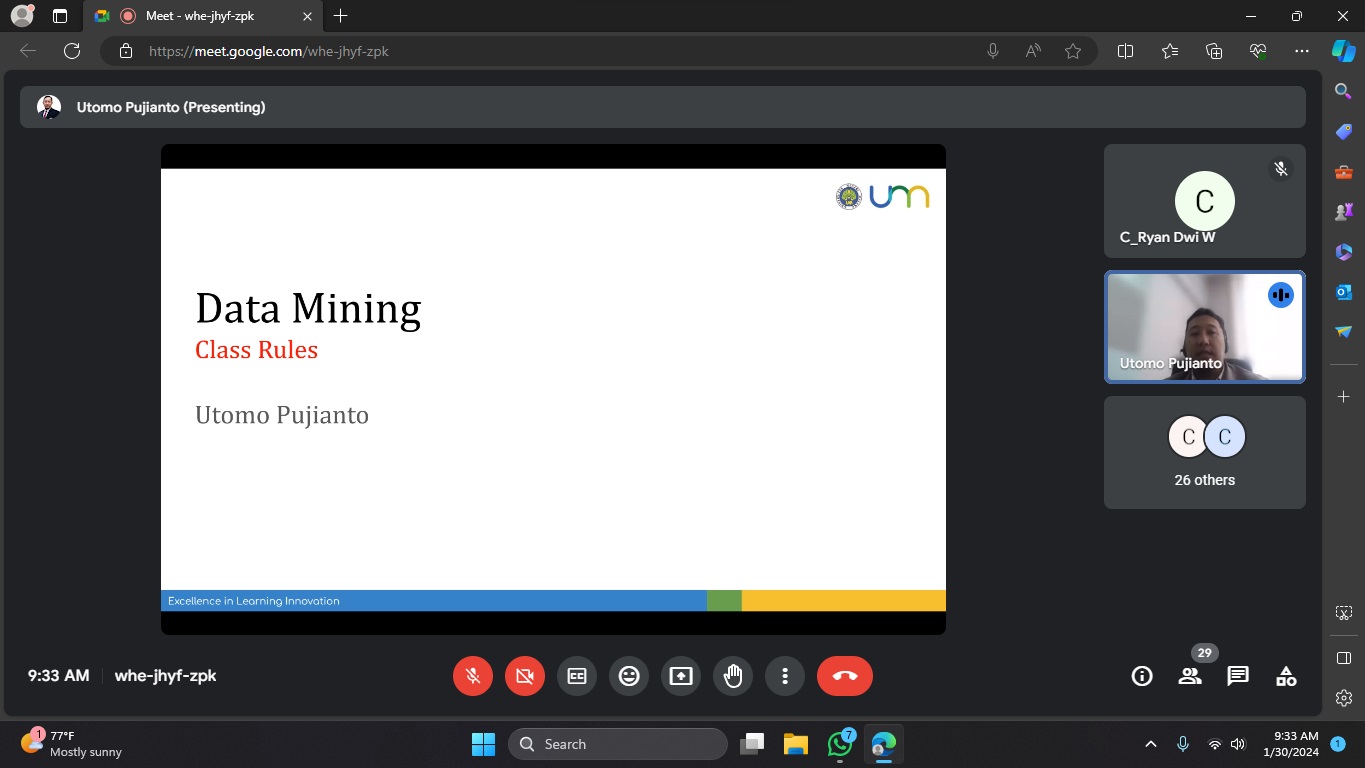 Meet - whe-jhyf-zpk
https://meet.google.com/whe-jhyf-zpk
Utomo Pujianto (Presenting)
um
Data Mining
Class Rules
Utomo Pujianto
Excellence in Learning Innovation
C
C_Ryan Dwi W
Utomo Pujianto
C
C
26 others
9:33 AM
whe-jhyf-zpk
CC
29
1
77°F
Mostly sunny
Search
7
9:33 AM
1/30/2024
1